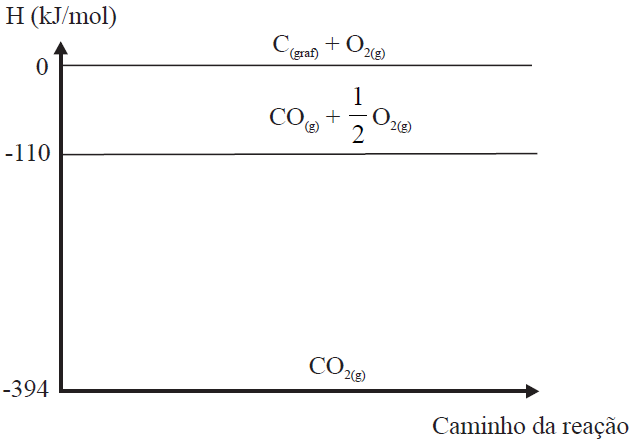 H (kJ/mol)
C(graf) + O2(g)
0
CO(g) + 1/2 O2(g)
-110
CO2(g)
-394
Caminho da reação